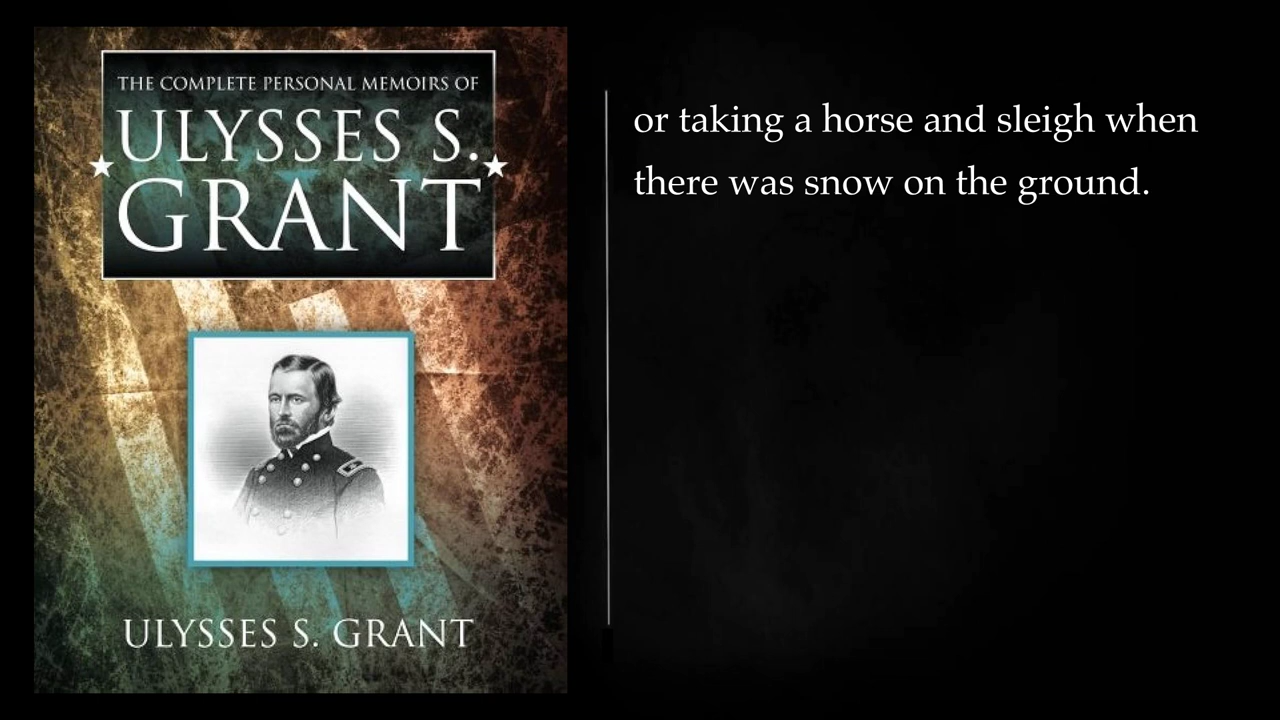 THE COMPLETE PERSONAL MEMOIRS OF
ULYSSES S.
GRANT
ULYSSES S. GRANT
or taking a horse and sleigh when
there was snow on the ground.